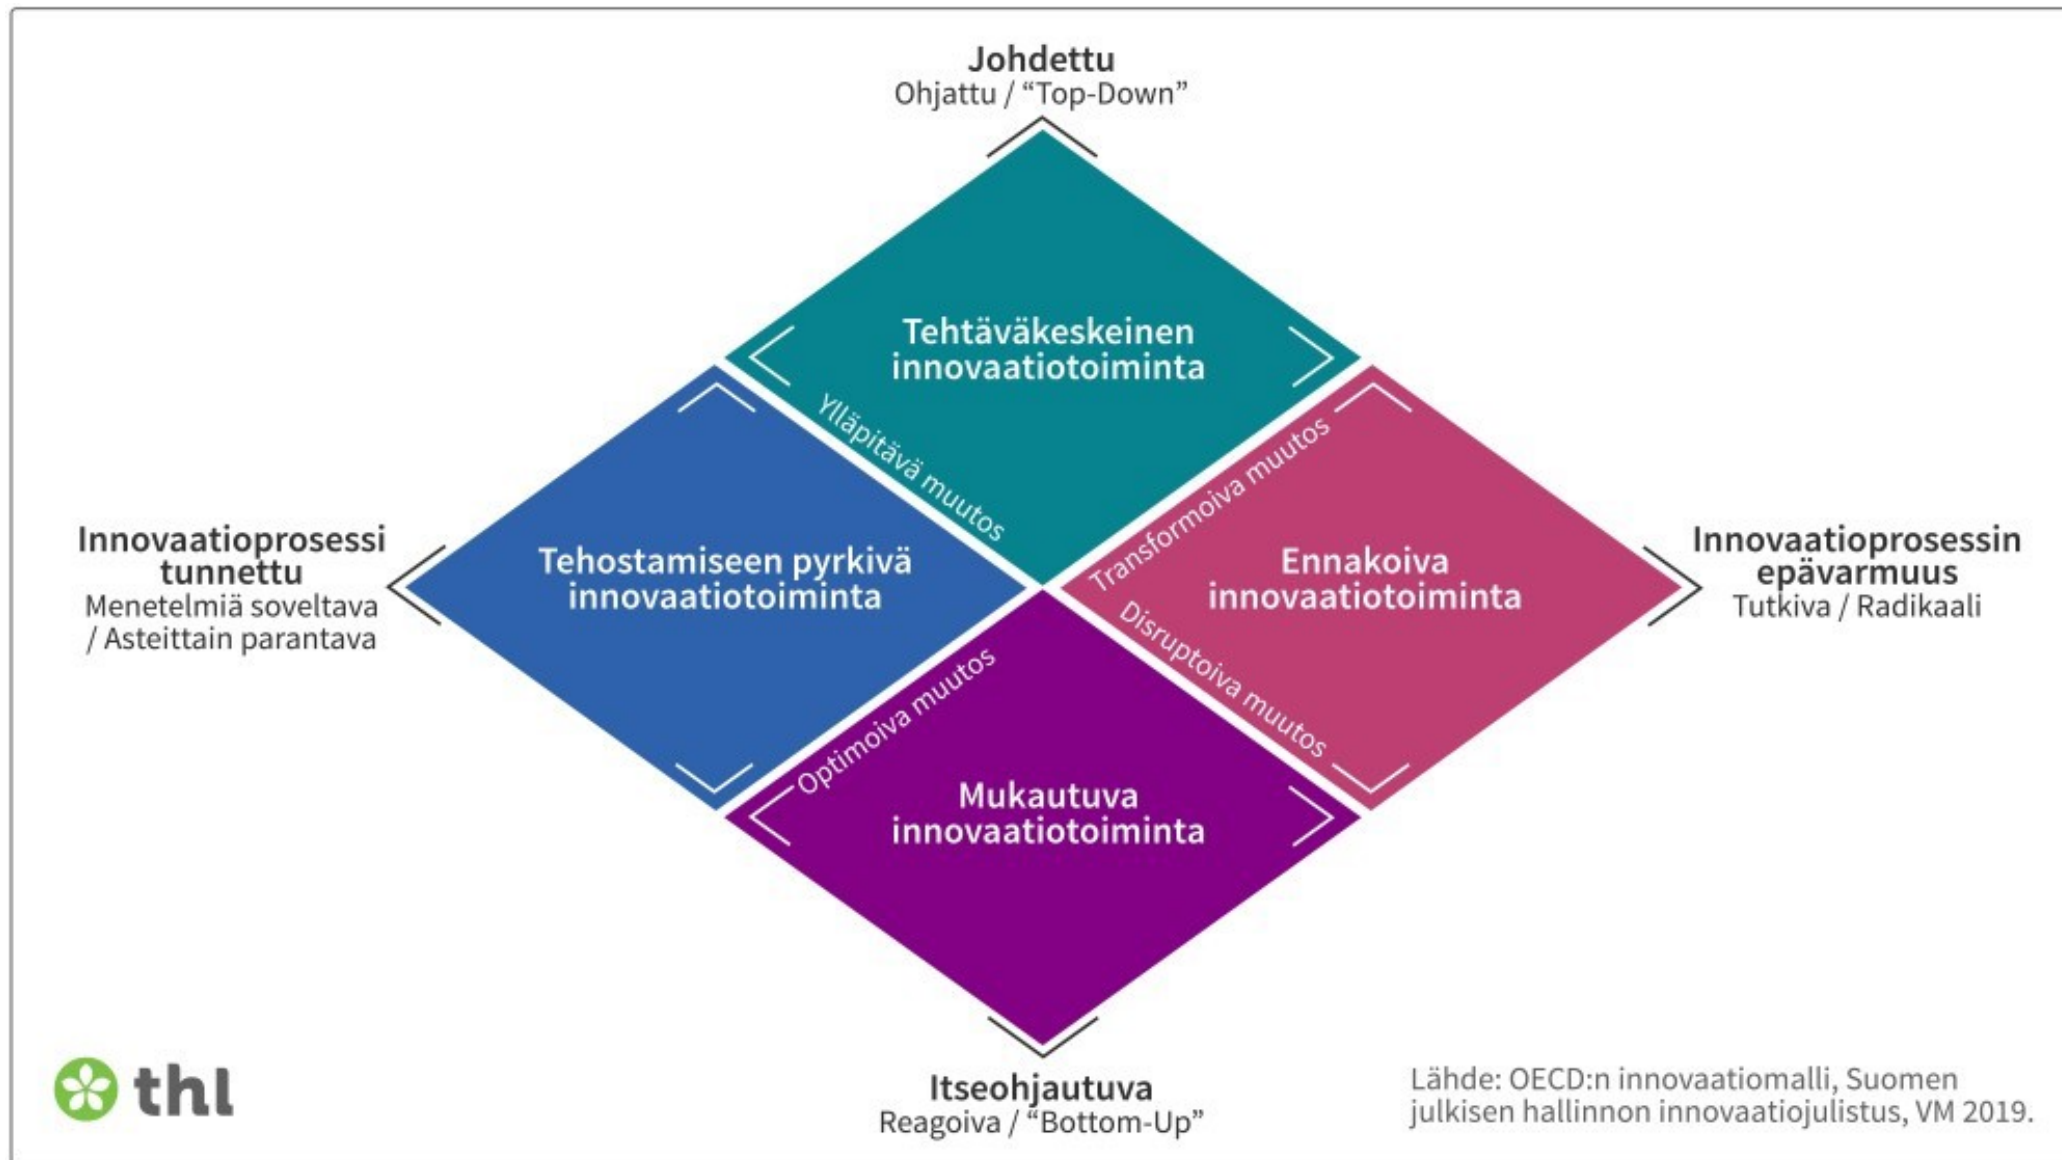 Johdettu
Ohjattu / “Top-Down”
Tehtäväkeskeinen
innovaatiotoiminta
Ylläpitävä muutos
Transformoiva muutos
Innovaatioprosessi
tunnettu
Menetelmiä soveltava
/ Asteittain parantava
Tehostamiseen pyrkivä
innovaatiotoiminta
Ennakoiva
innovaatiotoiminta
Innovaatioprosessin
epävarmuus
Tutkiva / Radikaali
Optimoiva muutos
Disruptoiva muutos
Mukautuva
innovaatiotoiminta
Itseohjautuva
Reagoiva / “Bottom-Up”
thl
Lähde: OECD:n innovaatiomalli, Suomen
julkisen hallinnon innovaatiojulistus, VM 2019.